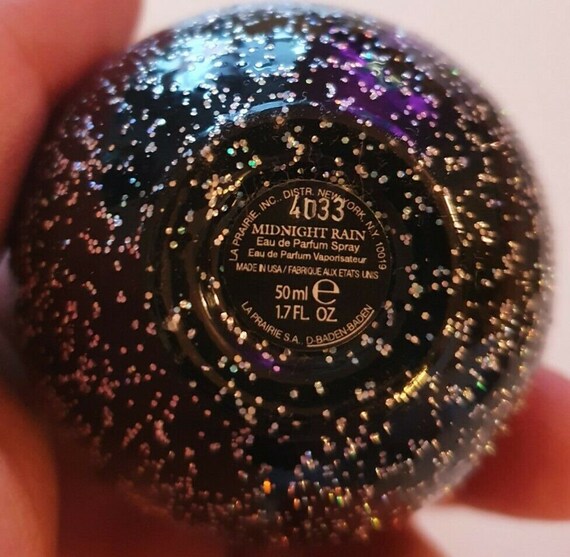 LA PRAIRIE, INC., DISTR. NEW YORK, N.Y. 10019
4033
MIDNIGHT RAIN
Eau de Parfum Spray
Eau de Parfum Vaporisateur
MADE IN USA / FABRIQUE AUX ETATS-UNIS
50 ml ℮
1.7 FL. OZ.
LA PRAIRIE S.A. D-BADEN-BADEN